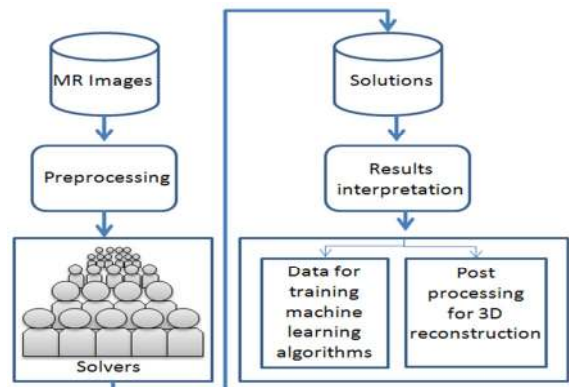 MR Images
Preprocessing
Solvers
Solutions
Results
interpretation
Data for
training
machine
learning
algorithms
Post
processing
for 3D
reconstruction